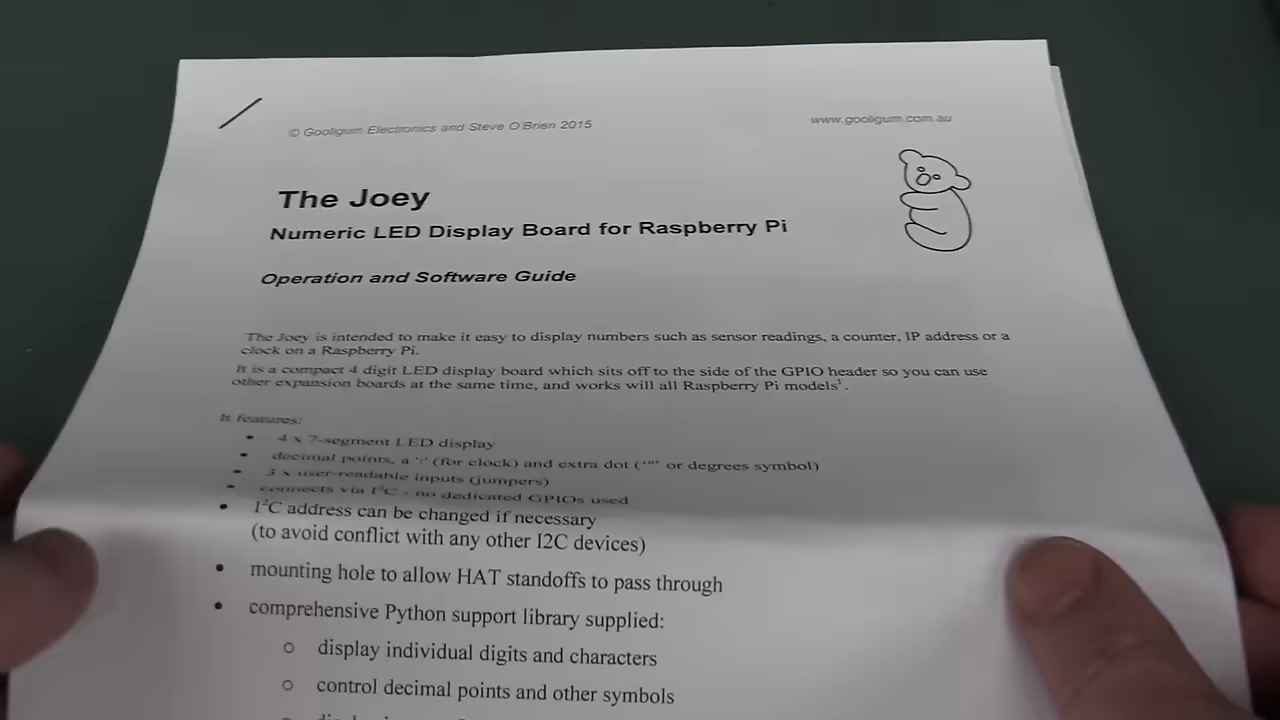 © Gooligum Electronics and Steve O'Brien 2015
www.gooligum.com.au
The Joey
Numeric LED Display Board for Raspberry Pi
Operation and Software Guide
The Joey is intended to make it easy to display numbers such as sensor readings, a counter, IP address or a
clock on a Raspberry Pi.
It is a compact 4 digit LED display board which sits off to the side of the GPIO header so you can use
other expansion boards at the same time, and works will all Raspberry Pi models¹.
It features:
• 4 x 7-segment LED display
• decimal points, a ':' (for clock) and extra dot ('°' or degrees symbol)
• 3 x user-readable inputs (jumpers)
• connects via I²C - no dedicated GPIOs used
• I²C address can be changed if necessary
(to avoid conflict with any other I2C devices)
• mounting hole to allow HAT standoffs to pass through
• comprehensive Python support library supplied:
o display individual digits and characters
o control decimal points and other symbols